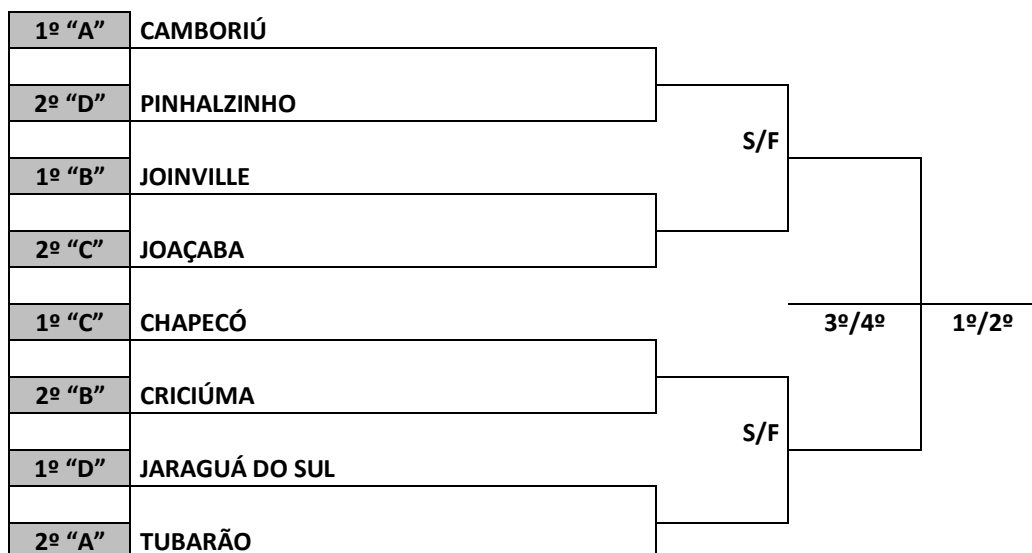 1º “A” CAMBORIÚ
2º “D” PINHALZINHO
S/F
1º “B” JOINVILLE
2º “C” JOAÇABA
1º “C” CHAPECÓ
3º/4º 1º/2º
2º “B” CRICIÚMA
S/F
1º “D” JARAGUÁ DO SUL
2º “A” TUBARÃO